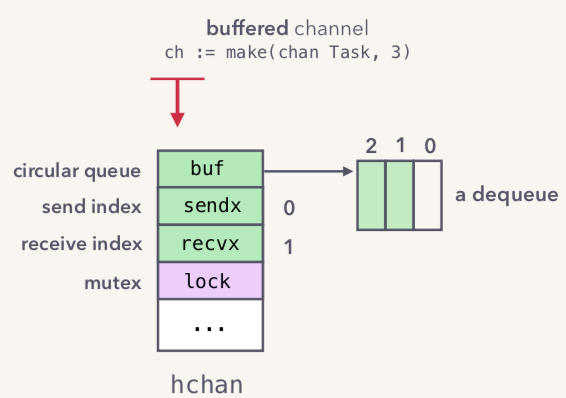 buffered channel
ch := make(chan Task, 3)
2 1 0
circular queue buf
send index sendx 0
a dequeue
receive index recvx 1
mutex lock
...
hchan